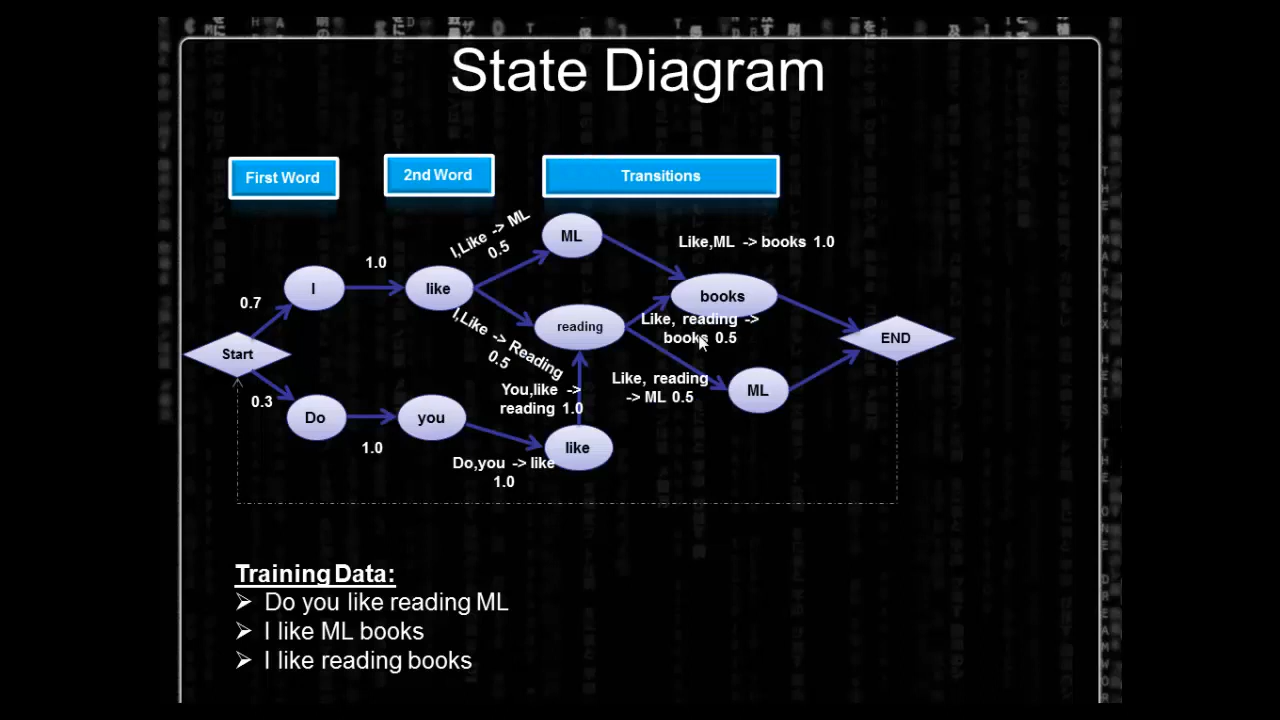 State Diagram
First Word
2nd Word
Transitions
I,Like -> ML
0.5
ML
Like,ML -> books 1.0
1.0
I
like
books
0.7
I,Like -> Reading
0.5
reading
Like, reading ->
books 0.5
Start
END
You,like ->
reading 1.0
Like, reading
-> ML 0.5
ML
0.3
Do
you
like
1.0
Do,you -> like
1.0
Training Data:
➢ Do you like reading ML
➢ I like ML books
➢ I like reading books